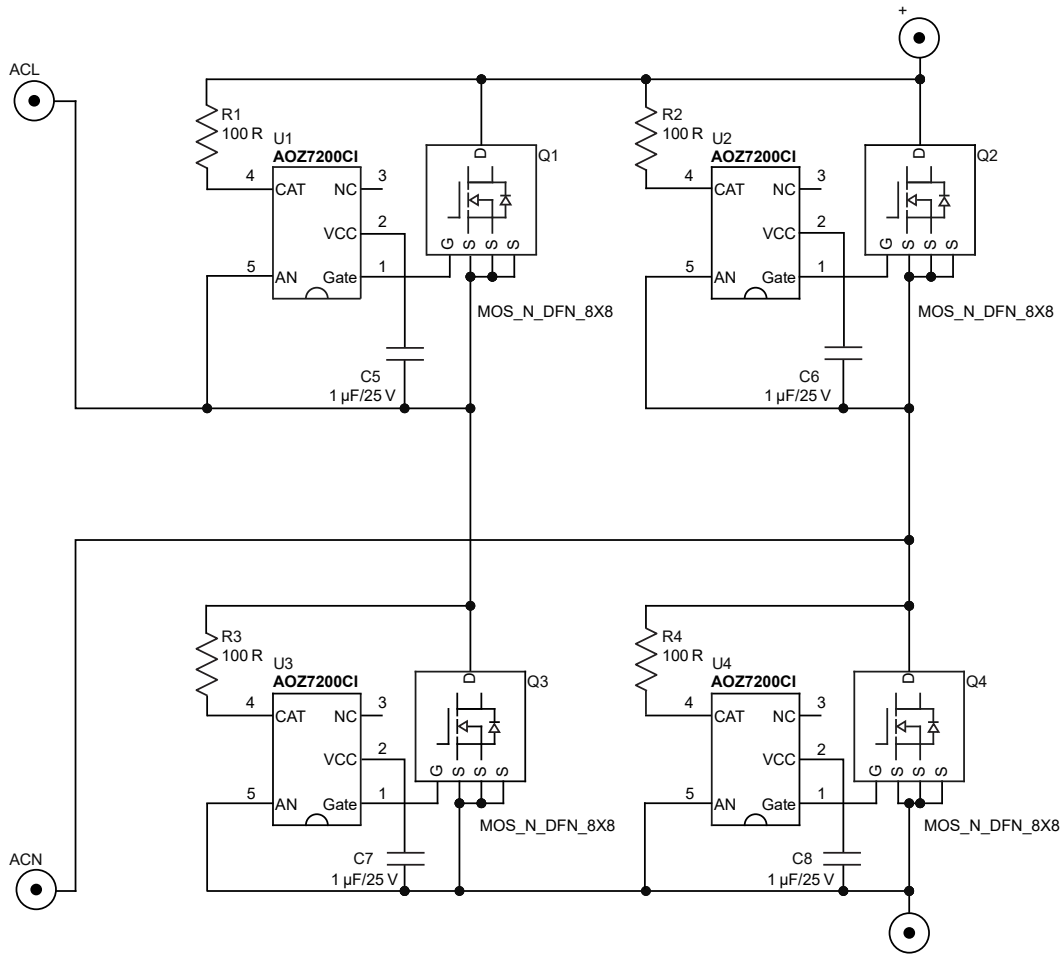 +
ACL
R1
100 R
U1
AOZ7200CI
4
CAT
NC
3
VCC
2
5
AN
Gate
1
D
Q1
G
S
S
S
MOS_N_DFN_8X8
C5
1 µF/25 V
R2
100 R
U2
AOZ7200CI
4
CAT
NC
3
VCC
2
5
AN
Gate
1
D
Q2
G
S
S
S
MOS_N_DFN_8X8
C6
1 µF/25 V
R3
100 R
U3
AOZ7200CI
4
CAT
NC
3
VCC
2
5
AN
Gate
1
D
Q3
G
S
S
S
MOS_N_DFN_8X8
C7
1 µF/25 V
R4
100 R
U4
AOZ7200CI
4
CAT
NC
3
VCC
2
5
AN
Gate
1
D
Q4
G
S
S
S
MOS_N_DFN_8X8
C8
1 µF/25 V
ACN